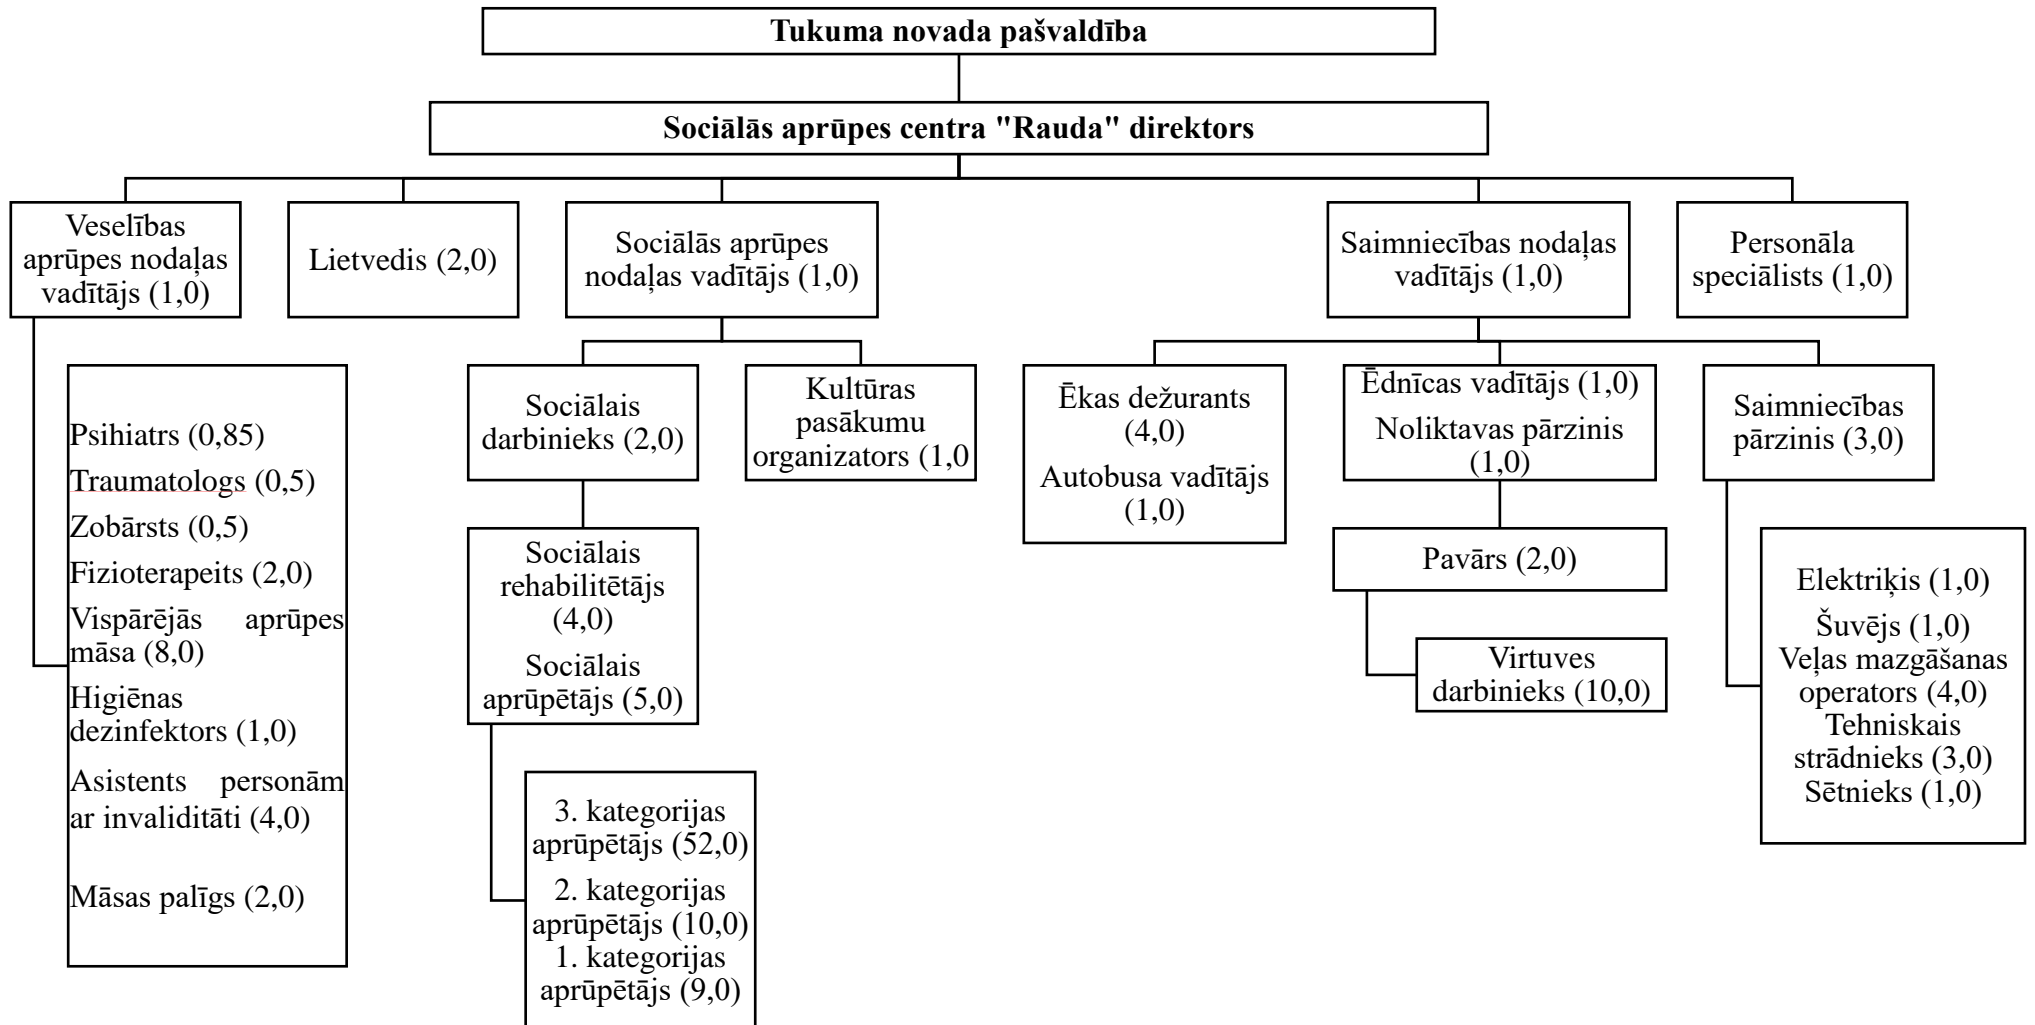 Tukuma novada pašvaldība
Sociālās aprūpes centra "Rauda" direktors
Veselības
aprūpes nodaļas
vadītājs (1,0)
Lietvedis (2,0)
Sociālās aprūpes
nodaļas vadītājs (1,0)
Saimniecības nodaļas
vadītājs (1,0)
Personāla
speciālists (1,0)
Psihiatrs (0,85)
Traumatologs (0,5)
Zobārsts (0,5)
Fizioterapeits (2,0)
Vispārējās aprūpes
māsa (8,0)
Higiēnas
dezinfektors (1,0)
Asistents personām
ar invaliditāti (4,0)
Māsas palīgs (2,0)
Sociālais
darbinieks (2,0)
Kultūras
pasākumu
organizators (1,0
Sociālais
rehabilitētājs
(4,0)
Sociālais
aprūpētājs (5,0)
3. kategorijas
aprūpētājs (52,0)
2. kategorijas
aprūpētājs (10,0)
1. kategorijas
aprūpētājs (9,0)
Ēkas dežurants
(4,0)
Autobusa vadītājs
(1,0)
Ēdnīcas vadītājs (1,0)
Noliktavas pārzinis
(1,0)
Pavārs (2,0)
Virtuves
darbinieks (10,0)
Saimniecības
pārzinis (3,0)
Elektriķis (1,0)
Šuvējs (1,0)
Veļas mazgāšanas
operators (4,0)
Tehniskais
strādnieks (3,0)
Sētnieks (1,0)